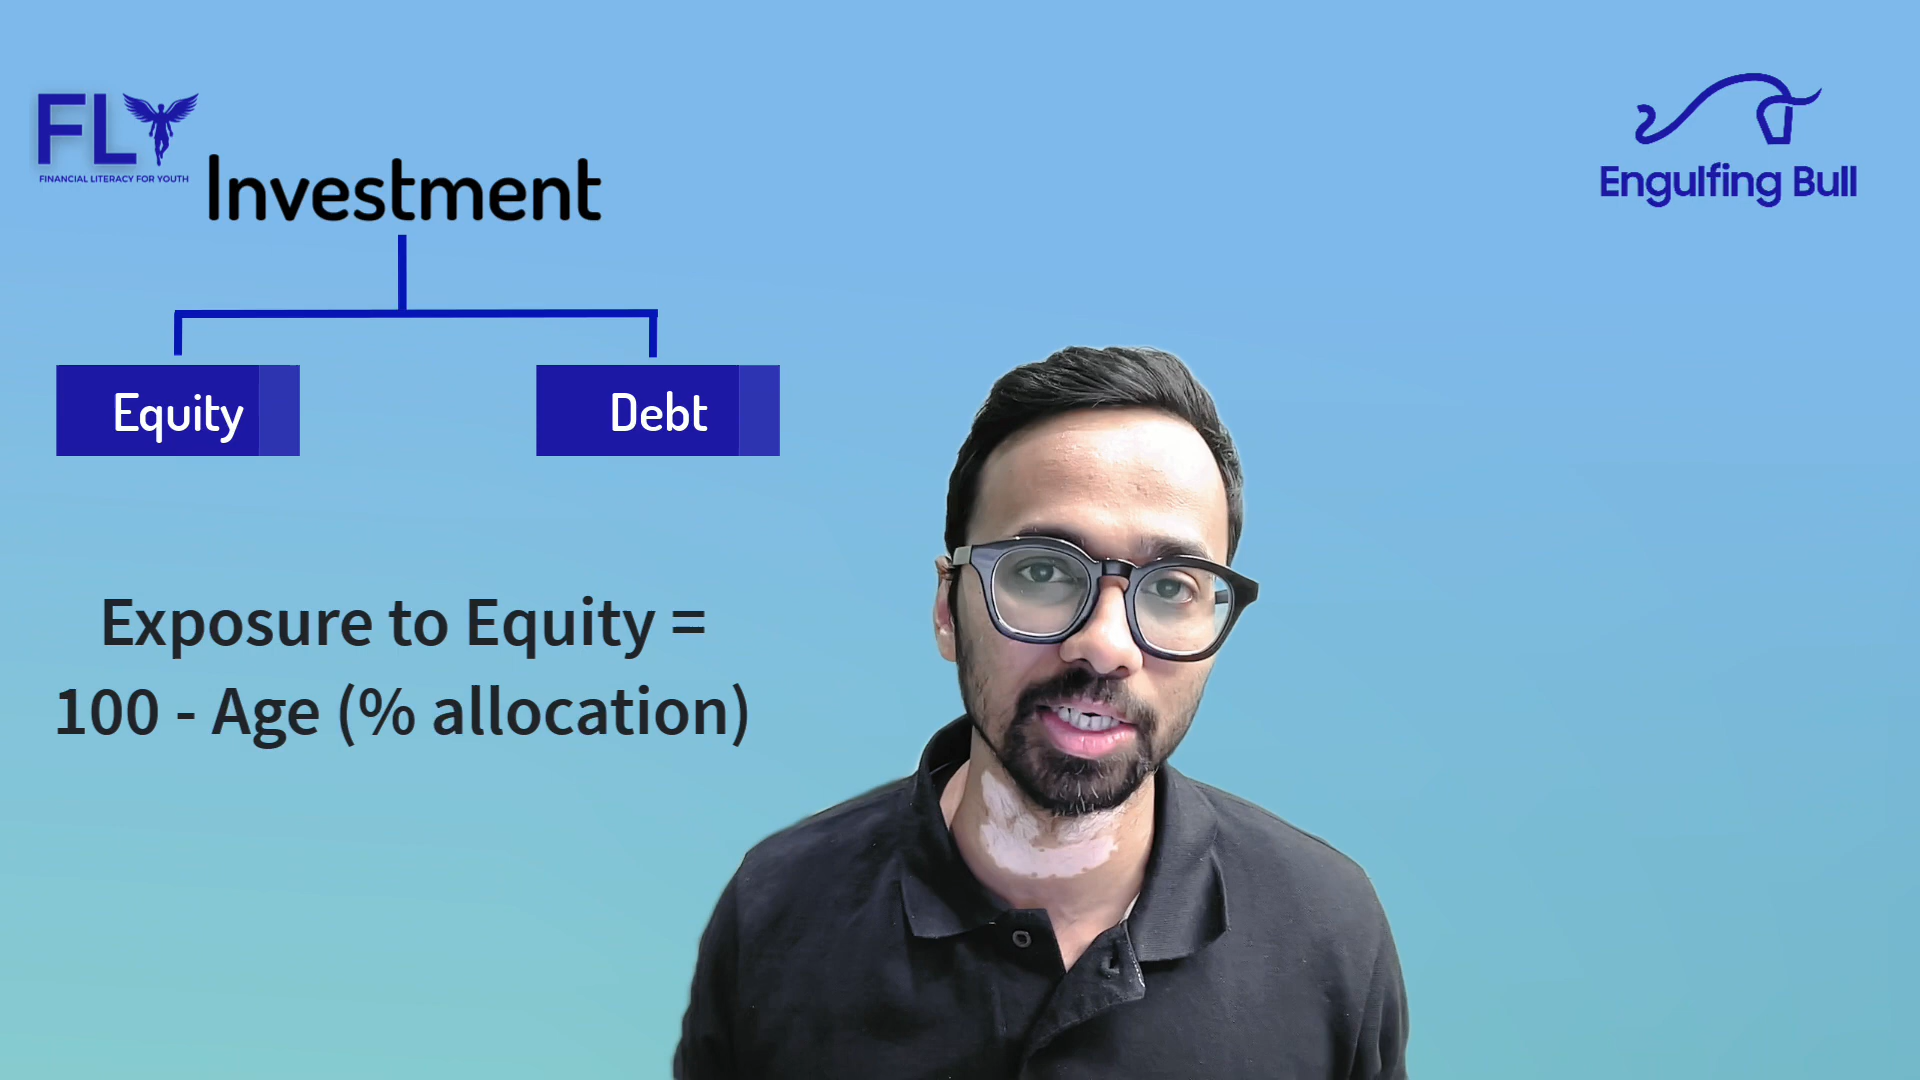 FLY
FINANCIAL LITERACY FOR YOUTH
Investment
Engulfing Bull
Equity
Debt
Exposure to Equity =
100 - Age (% allocation)